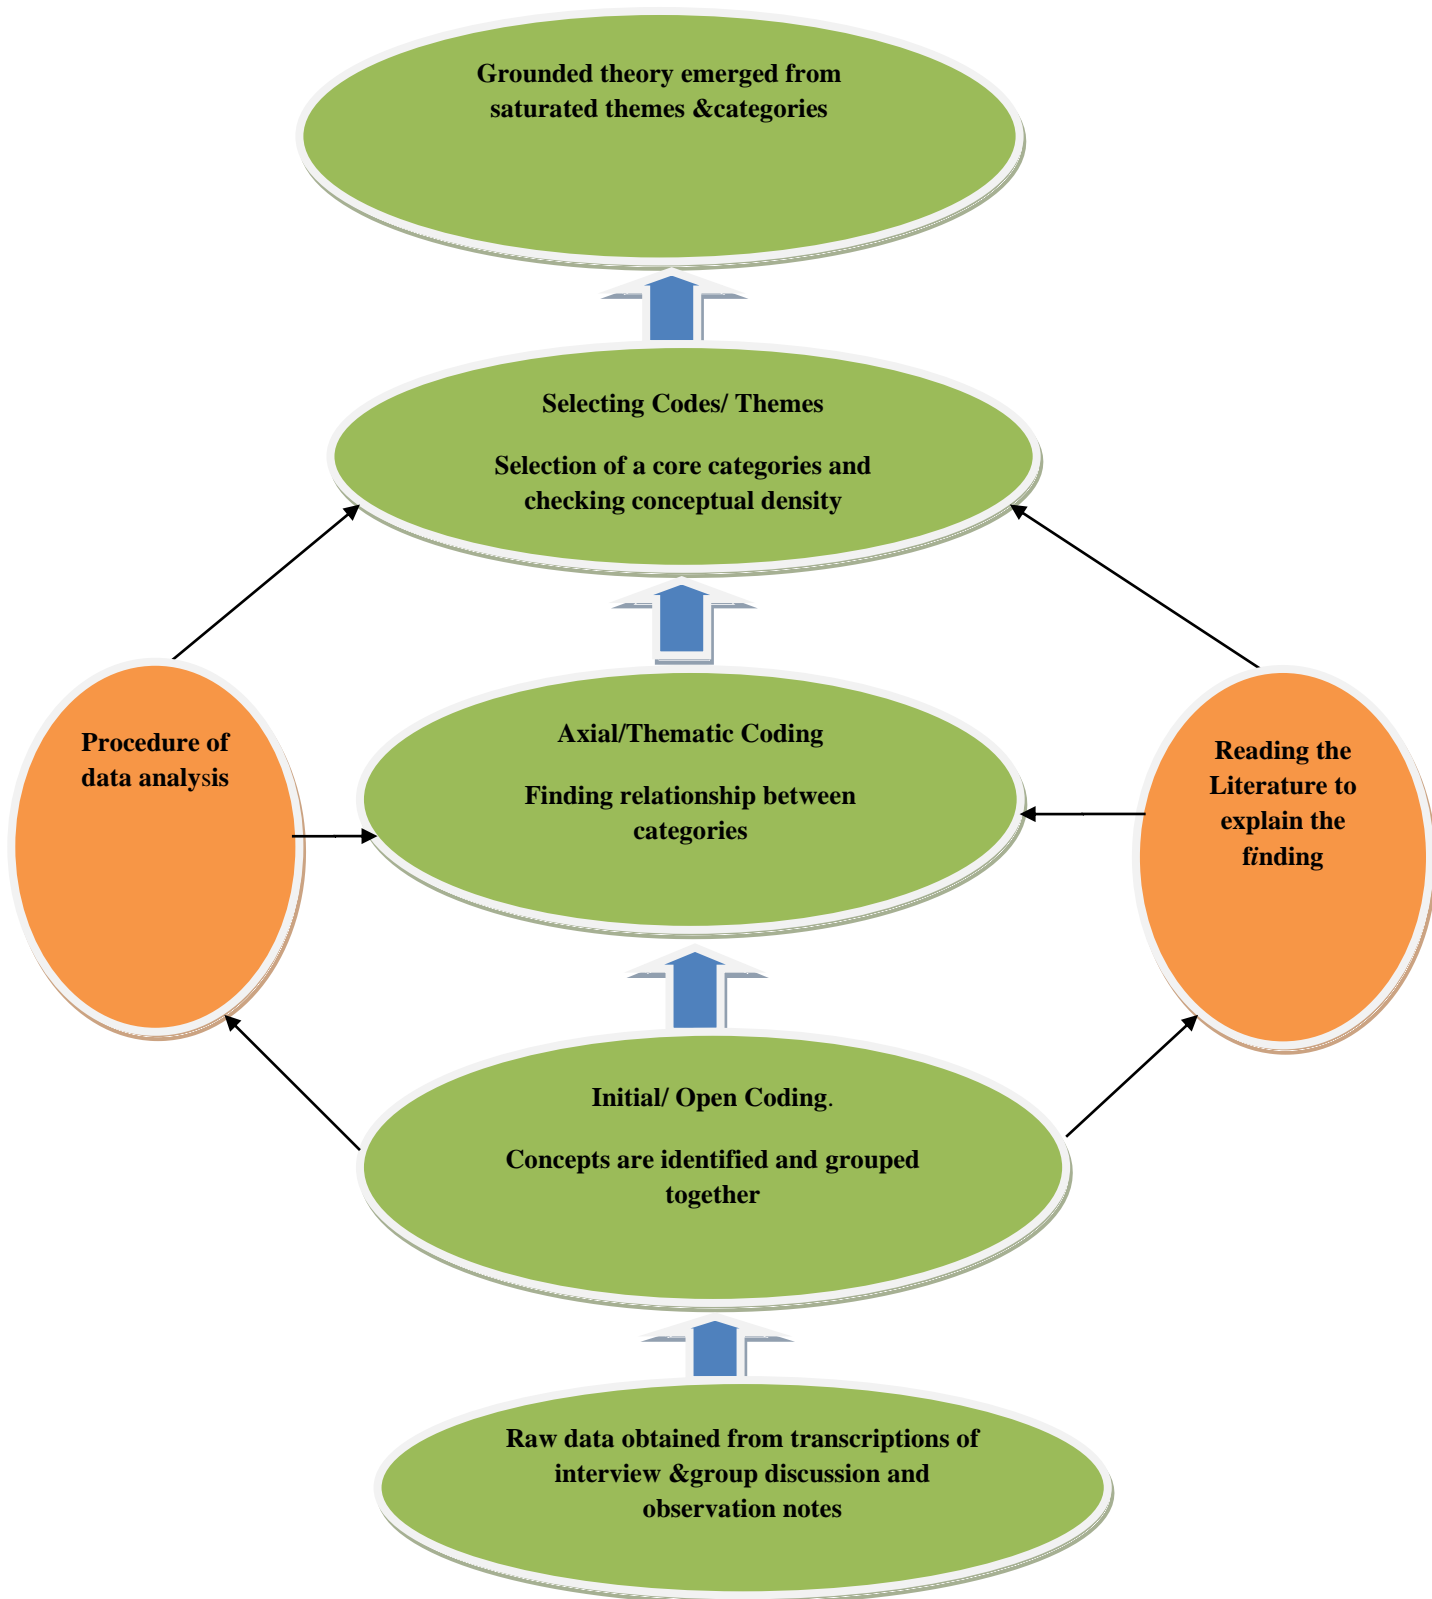 Grounded theory emerged from
saturated themes &categories
Selecting Codes/ Themes
Selection of a core categories and
checking conceptual density
Procedure of
data analysis
Axial/Thematic Coding
Finding relationship between
categories
Reading the
Literature to
explain the
finding
Initial/ Open Coding.
Concepts are identified and grouped
together
Raw data obtained from transcriptions of
interview &group discussion and
observation notes